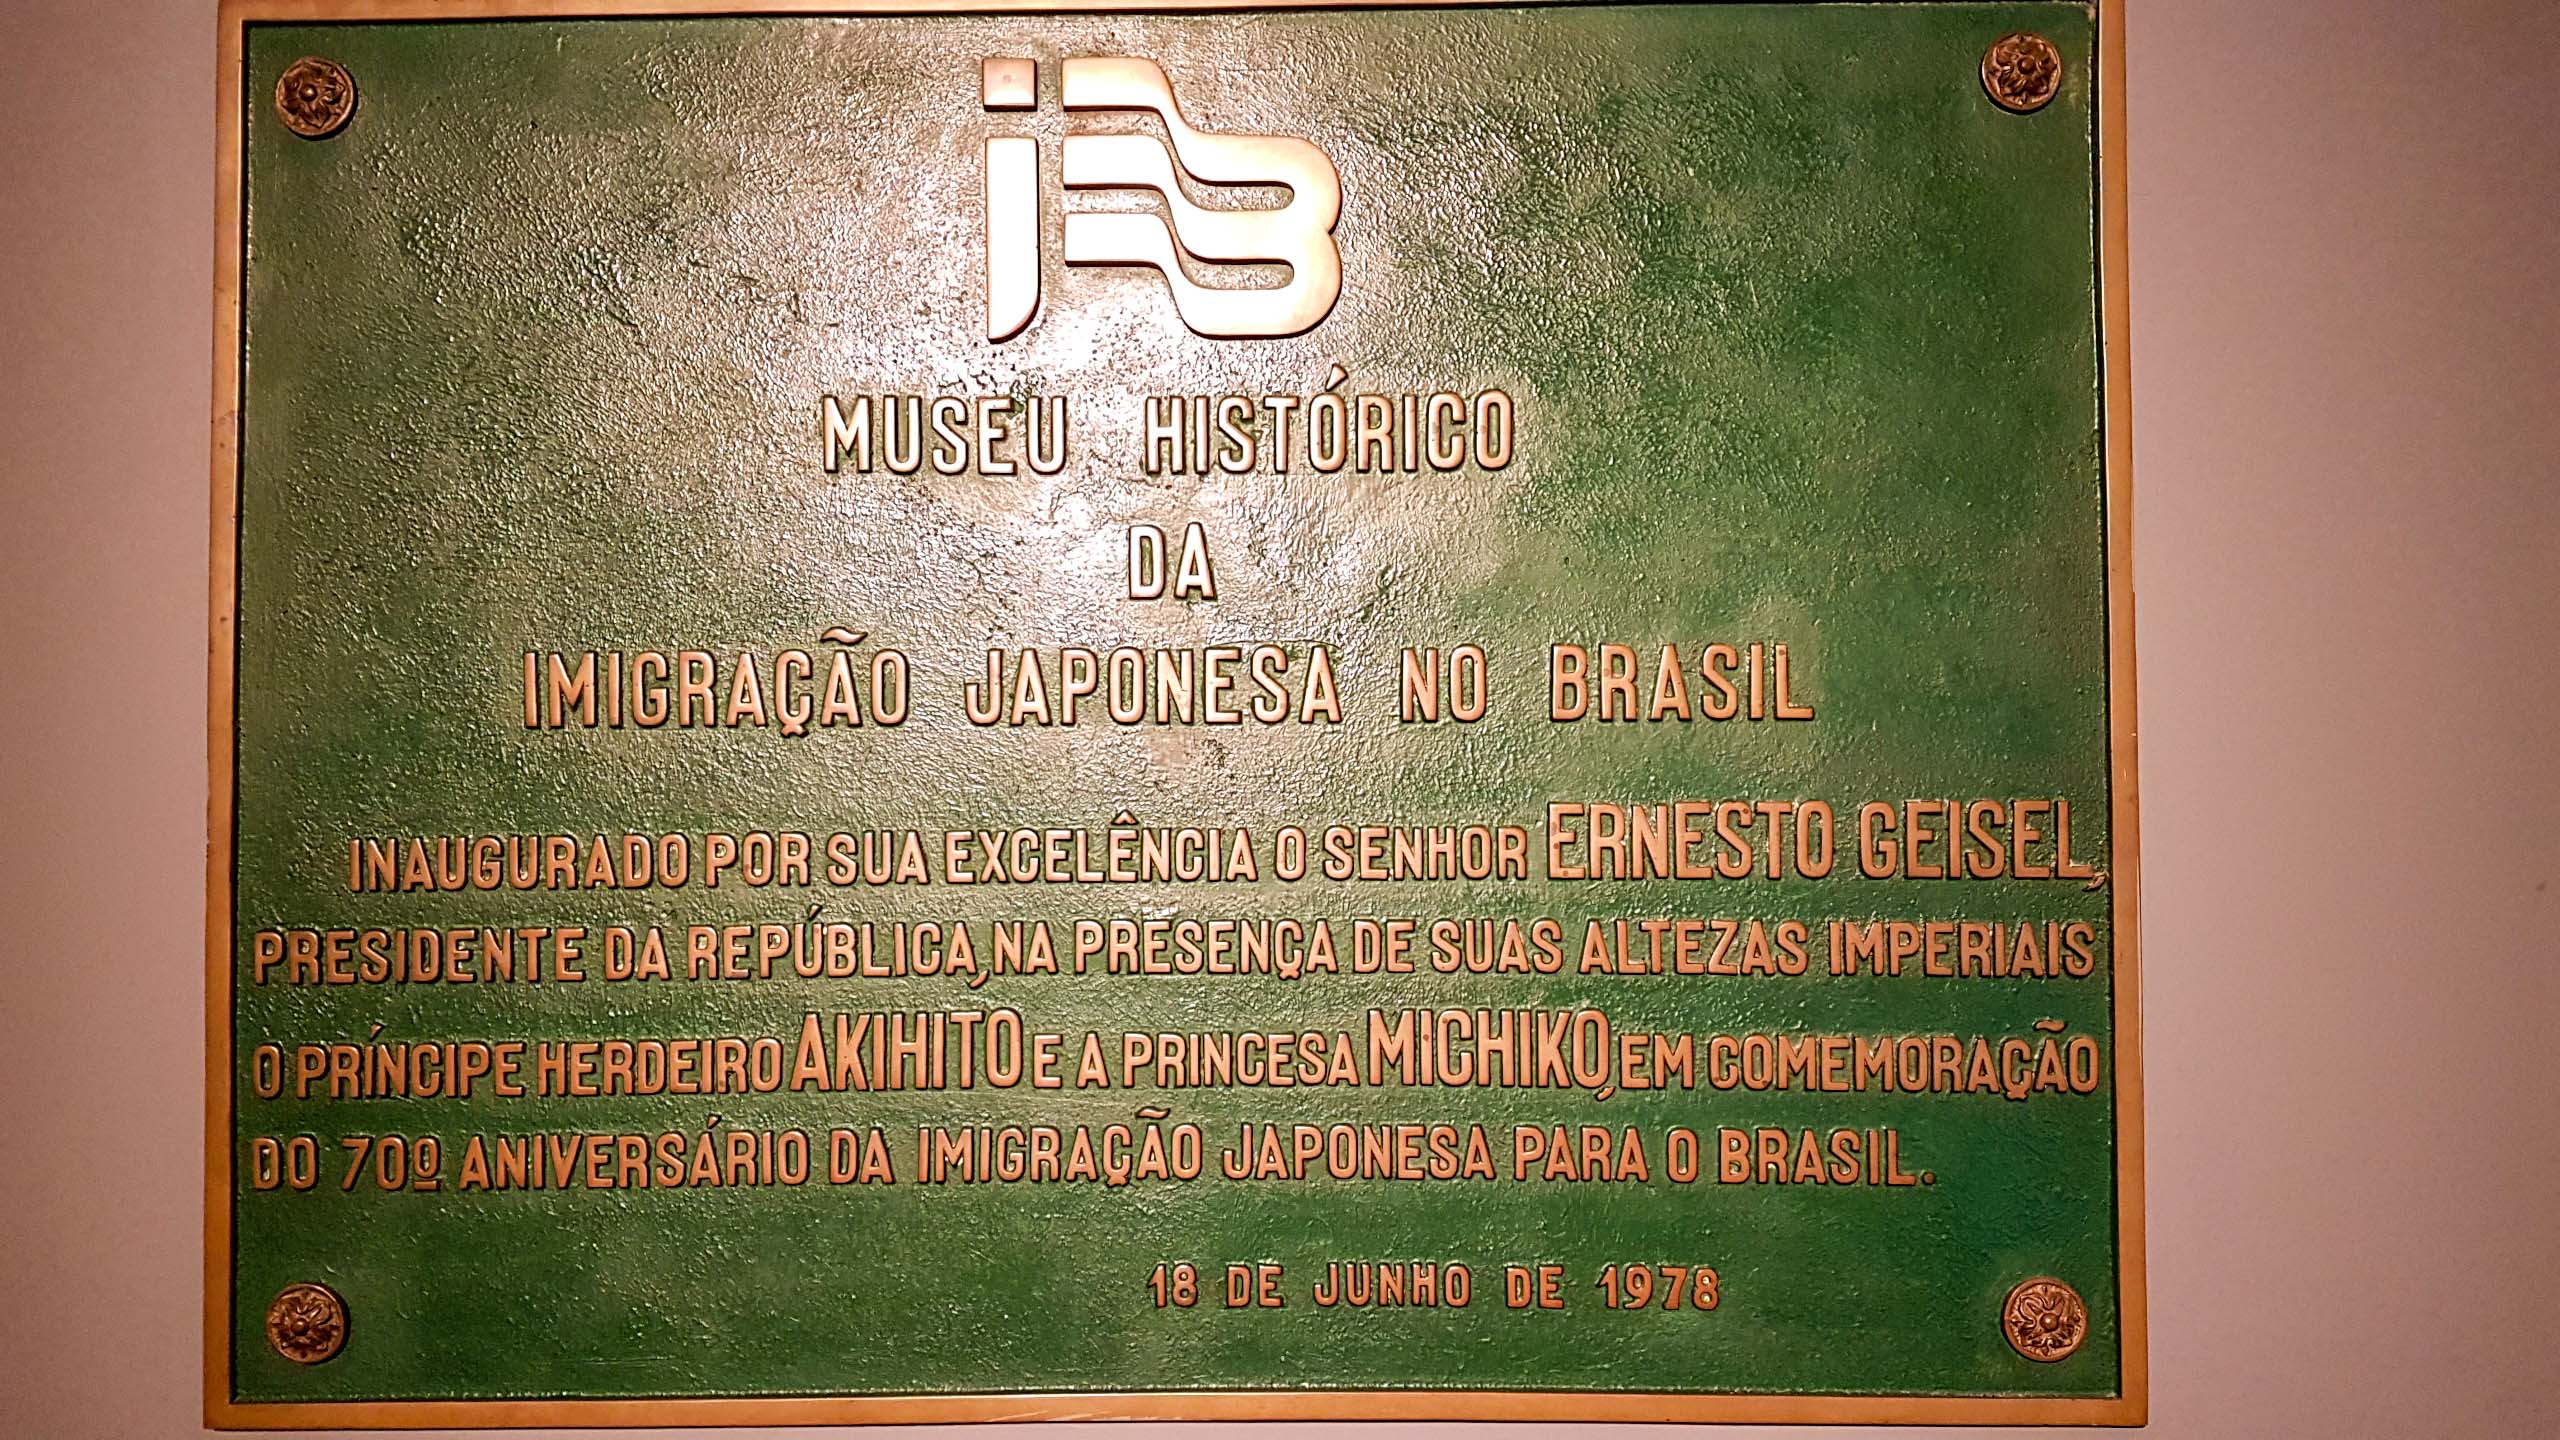 jB
MUSEU HISTÓRICO
DA
IMIGRAÇÃO JAPONESA NO BRASIL
INAUGURADO POR SUA EXCELÊNCIA O SENHOR ERNESTO GEISEL,
PRESIDENTE DA REPÚBLICA, NA PRESENÇA DE SUAS ALTEZAS IMPERIAIS
O PRÍNCIPE HERDEIRO AKIHITO E A PRINCESA MICHIKO, EM COMEMORAÇÃO
DO 70º ANIVERSÁRIO DA IMIGRAÇÃO JAPONESA PARA O BRASIL.
18 DE JUNHO DE 1978